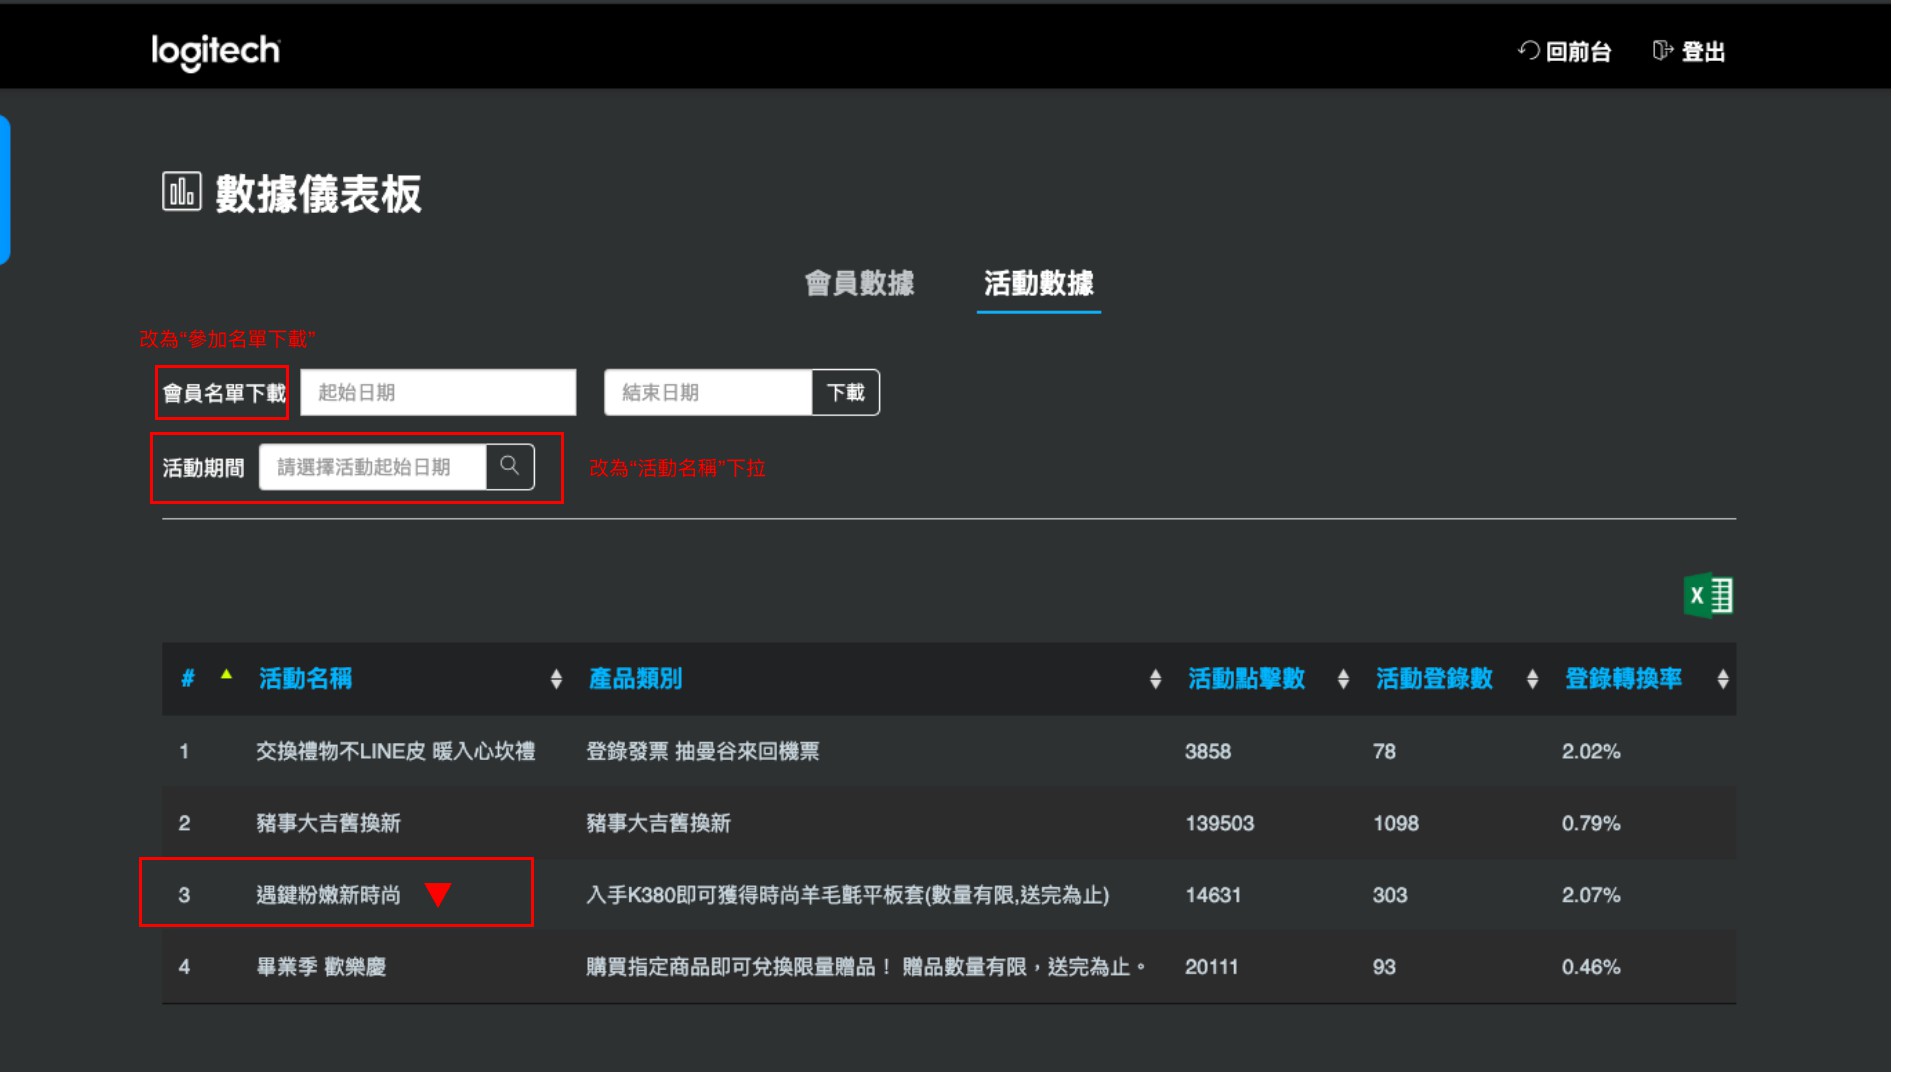 logitech
回前台 登出
數據儀表板
會員數據 活動數據
改為“參加名單下載”
會員名單下載 起始日期 結束日期 下載
活動期間 請選擇活動起始日期 改為“活動名稱”下拉
X
# 活動名稱 產品類別 活動點擊數 活動登錄數 登錄轉換率
1 交換禮物不LINE皮 暖入心坎禮 登錄發票 抽曼谷來回機票 3858 78 2.02%
2 豬事大吉舊換新 豬事大吉舊換新 139503 1098 0.79%
3 遇鍵粉嫩新時尚 入手K380即可獲得時尚羊毛氈平板套(數量有限,送完為止) 14631 303 2.07%
4 畢業季 歡樂慶 購買指定商品即可兌換限量贈品！ 贈品數量有限，送完為止。 20111 93 0.46%